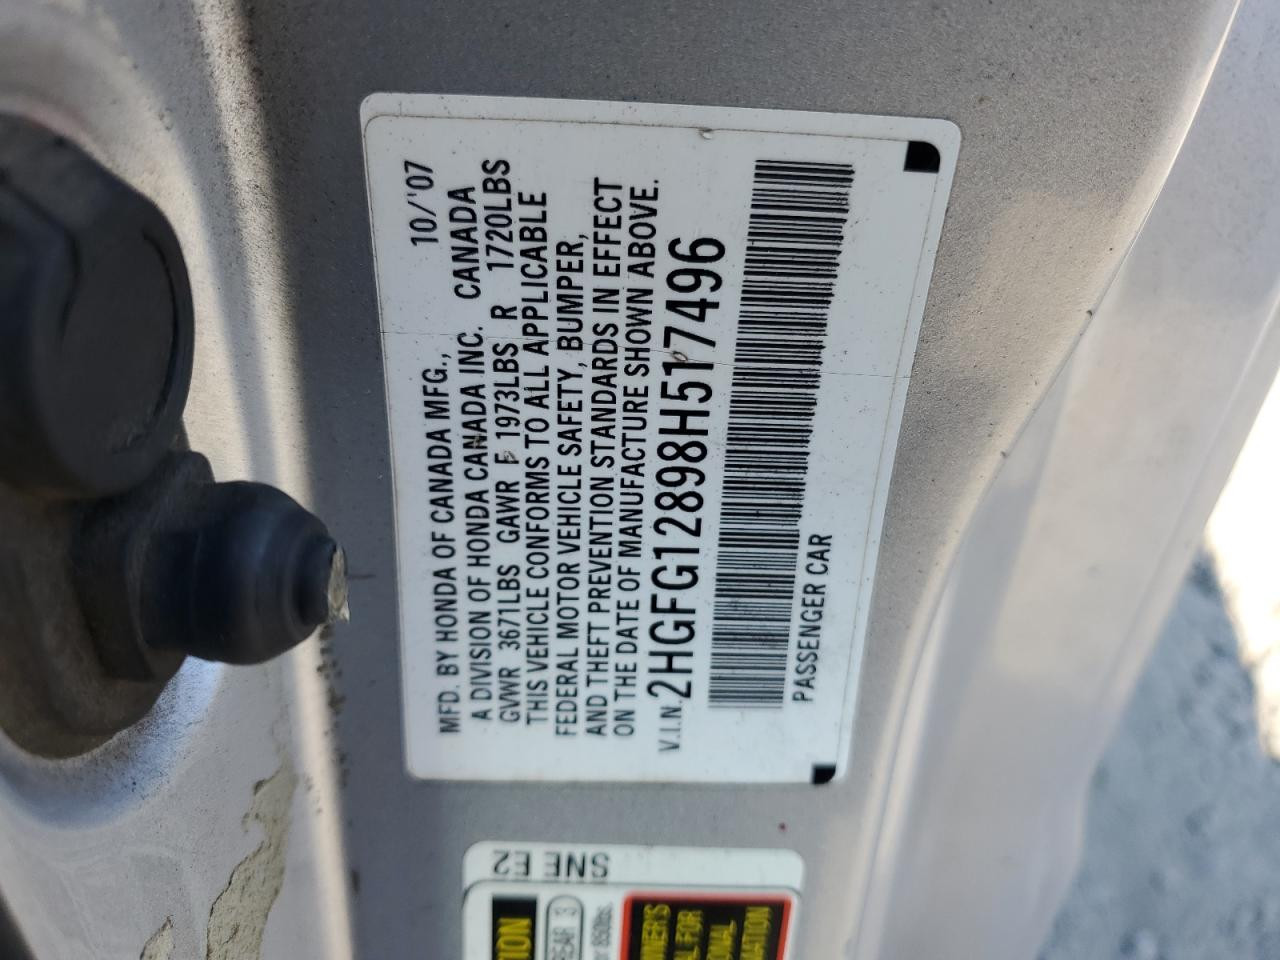 MFD. BY HONDA OF CANADA MFG., 10/'07
A DIVISION OF HONDA CANADA INC. CANADA
GVWR 3671LBS GAWR F 1973LBS R 1720LBS
THIS VEHICLE CONFORMS TO ALL APPLICABLE
FEDERAL MOTOR VEHICLE SAFETY, BUMPER,
AND THEFT PREVENTION STANDARDS IN EFFECT
ON THE DATE OF MANUFACTURE SHOWN ABOVE.
V.I.N. 2HGFG12898H517496
PASSENGER CAR
SNE E2
REAR 3